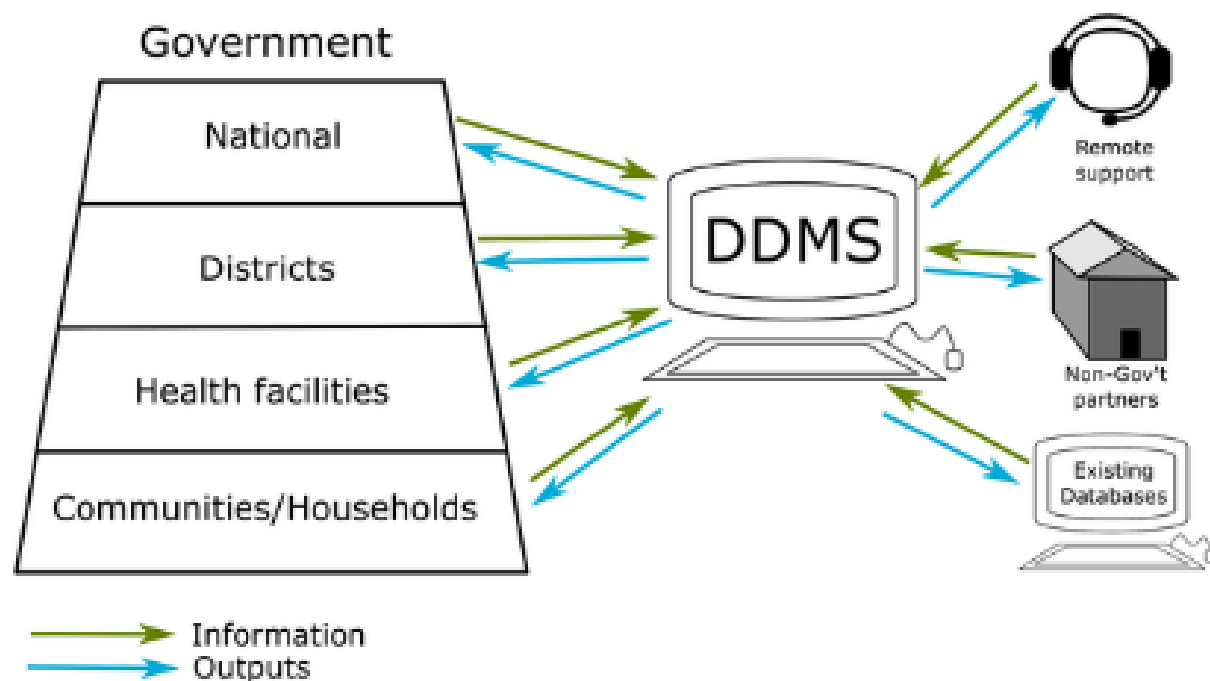 Government
National
Districts
Health facilities
Communities/Households
DDMS
Remote
support
Non-Gov't
partners
Existing
Databases
Information
Outputs